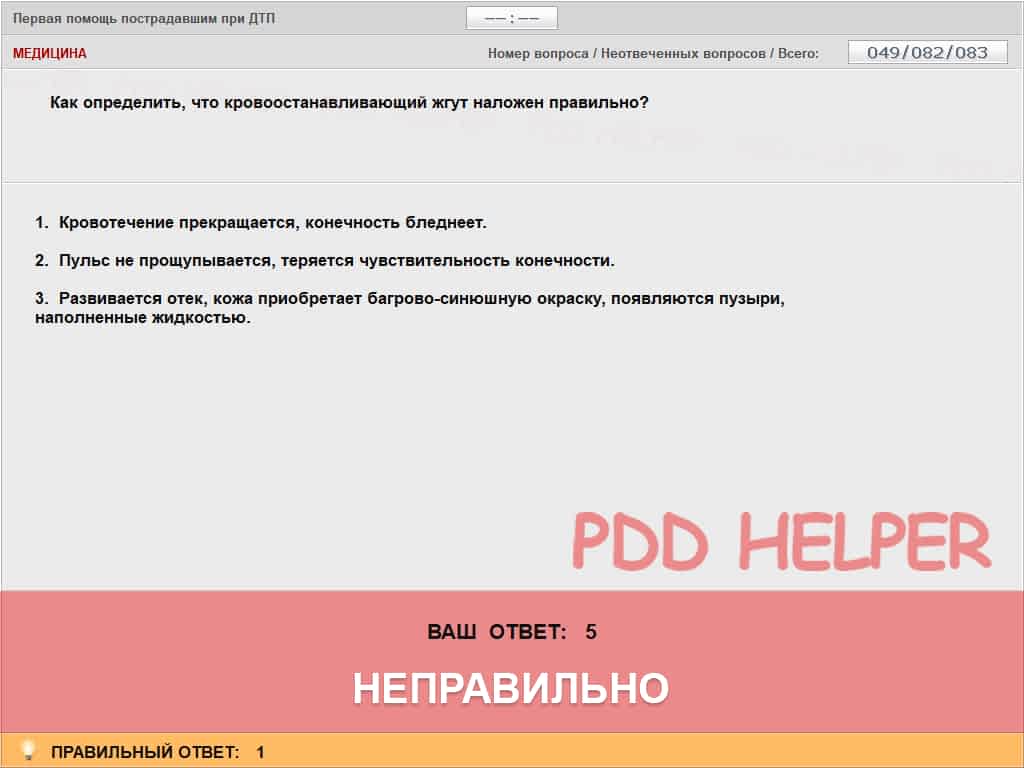 Первая помощь пострадавшим при ДТП
—— : ——
МЕДИЦИНА
Номер вопроса / Неотвеченных вопросов / Всего:
049/082/083
Как определить, что кровоостанавливающий жгут наложен правильно?
1. Кровотечение прекращается, конечность бледнеет.
2. Пульс не прощупывается, теряется чувствительность конечности.
3. Развивается отек, кожа приобретает багрово-синюшную окраску, появляются пузыри,
наполненные жидкостью.
PDD HELPER
ВАШ ОТВЕТ: 5
НЕПРАВИЛЬНО
ПРАВИЛЬНЫЙ ОТВЕТ: 1